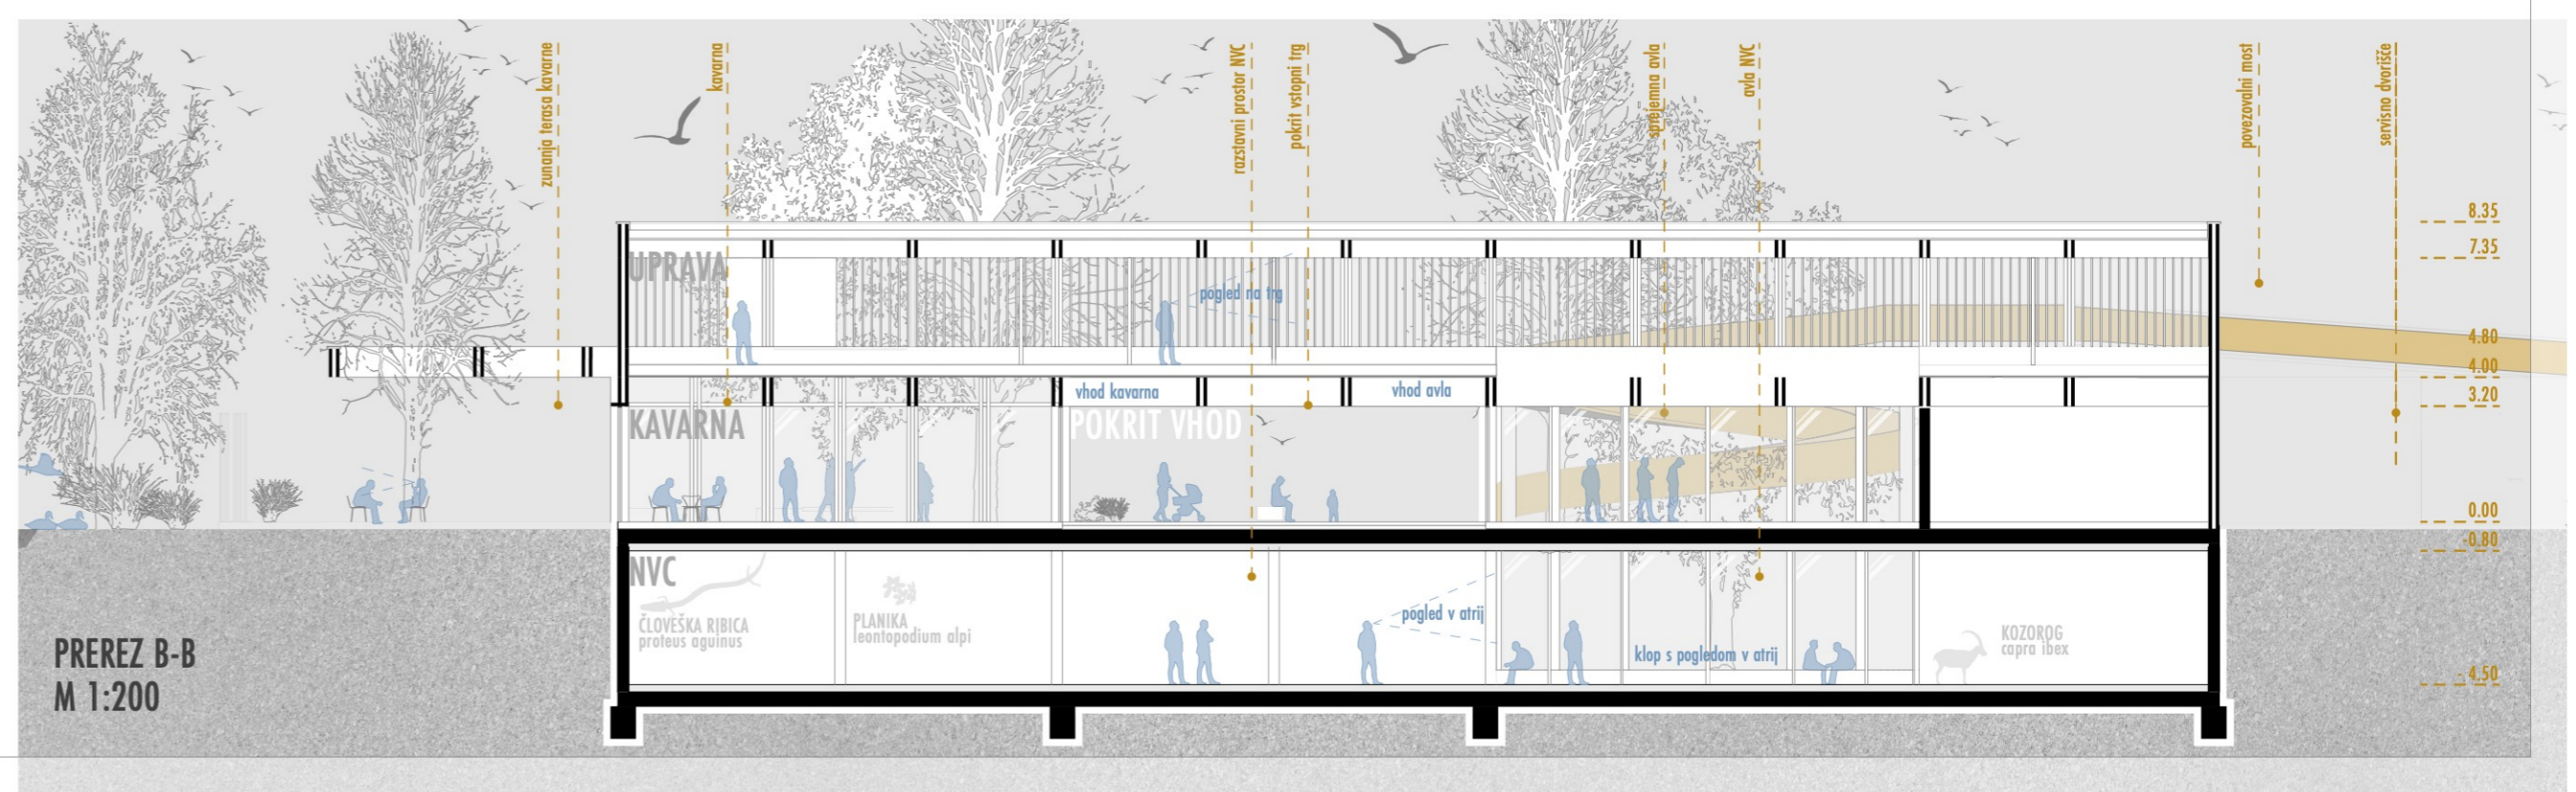 zunanja terasa kavarne
kavarna
razstavni prostor NVC
pokrit vstopni trg
sprejemna avla
avla NVC
povezovalni most
servisno dvorišče
8.35
7.35
4.80
4.00
3.20
0.00
-0.80
- 4.50
UPRAVA
pogled na trg
vhod kavarna
vhod avla
KAVARNA
POKRIT VHOD
NVC
ČLOVEŠKA RIBICA
proteus aguinus
PLANIKA
leontopodium alpi
pogled v atrij
klop s pogledom v atrij
KOZOROG
capra ibex
PREREZ B-B
M 1:200